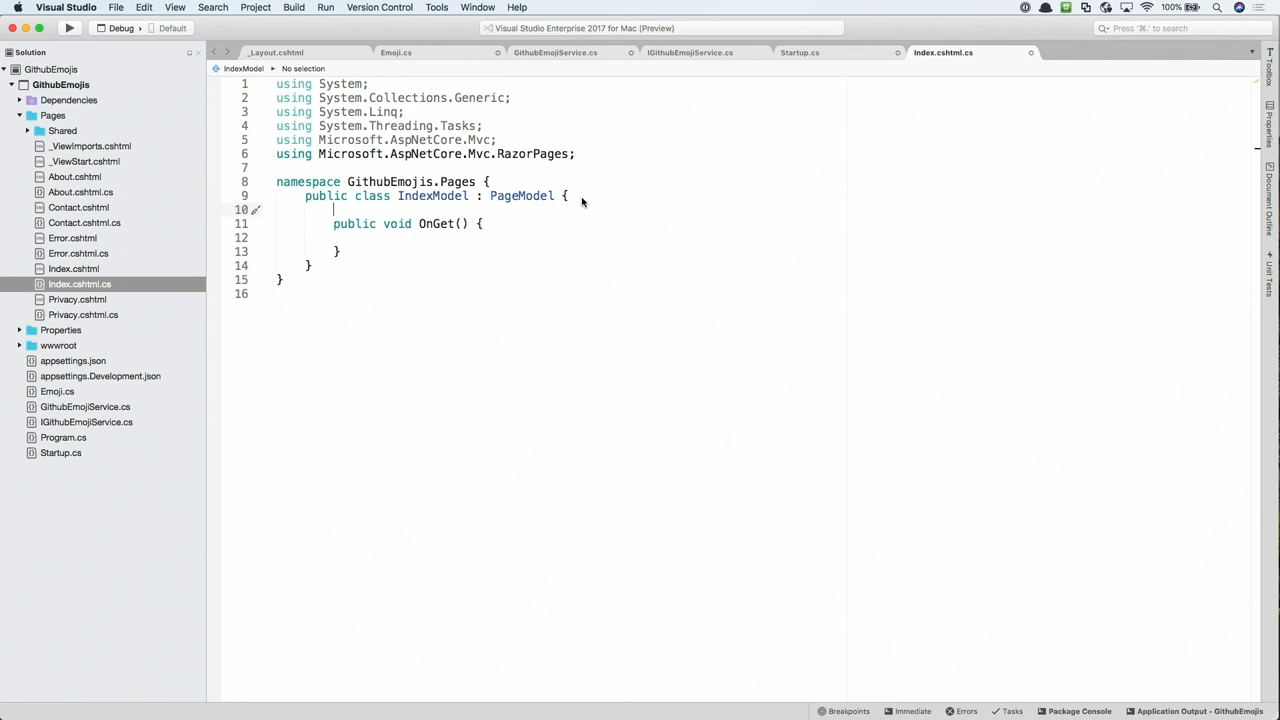 Visual Studio File Edit View Search Project Build Run Version Control Tools Window Help 100%
Debug Default Visual Studio Enterprise 2017 for Mac (Preview) Press '⌘.' to search
Solution _Layout.cshtml Emoji.cs GithubEmojiService.cs IGithubEmojiService.cs Startup.cs Index.cshtml.cs
IndexModel No selection
GithubEmojis
GithubEmojis
Dependencies
Pages
Shared
_ViewImports.cshtml
_ViewStart.cshtml
About.cshtml
About.cshtml.cs
Contact.cshtml
Contact.cshtml.cs
Error.cshtml
Error.cshtml.cs
Index.cshtml
Index.cshtml.cs
Privacy.cshtml
Privacy.cshtml.cs
Properties
wwwroot
appsettings.json
appsettings.Development.json
Emoji.cs
GithubEmojiService.cs
IGithubEmojiService.cs
Program.cs
Startup.cs
1 using System;
2 using System.Collections.Generic;
3 using System.Linq;
4 using System.Threading.Tasks;
5 using Microsoft.AspNetCore.Mvc;
6 using Microsoft.AspNetCore.Mvc.RazorPages;
7
8 namespace GithubEmojis.Pages {
9 public class IndexModel : PageModel {
10
11 public void OnGet() {
12
13 }
14 }
15 }
16
Toolbox
Properties
Document Outline
Unit Tests
Breakpoints Immediate Errors Tasks Package Console Application Output - GithubEmojis